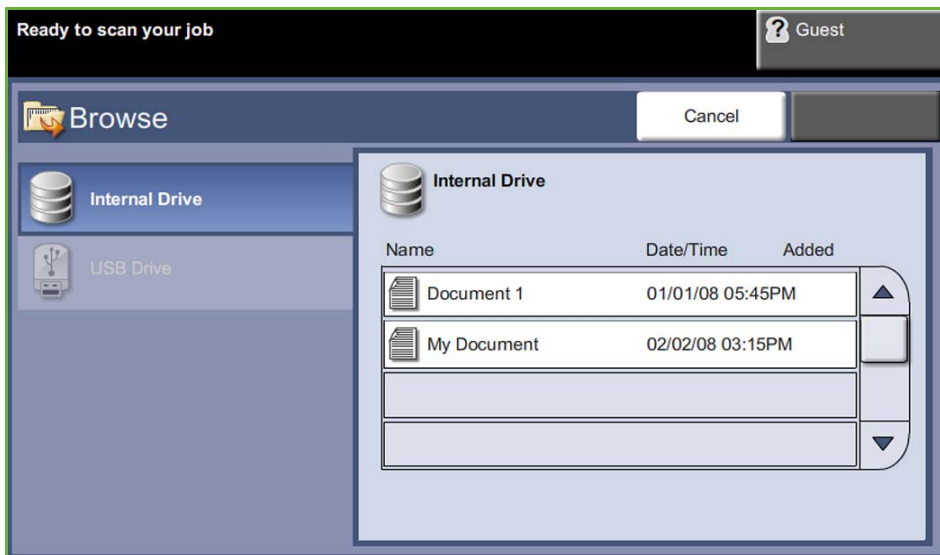 Ready to scan your job
? Guest
Browse
Cancel
Internal Drive
USB Drive
Internal Drive
Name Date/Time Added
Document 1 01/01/08 05:45PM
My Document 02/02/08 03:15PM